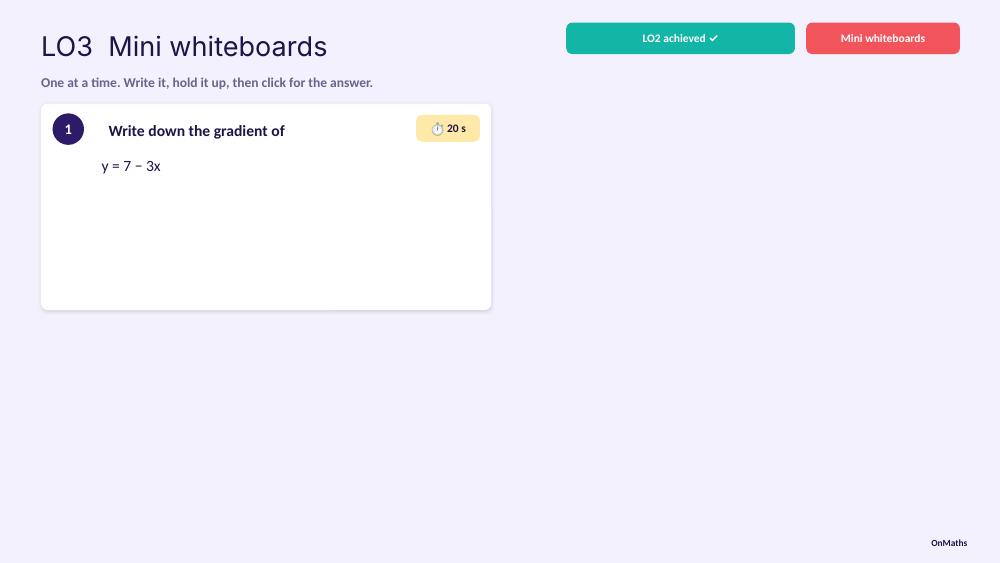 LO3 Mini whiteboards
LO2 achieved ✓
Mini whiteboards
One at a time. Write it, hold it up, then click for the answer.
1
Write down the gradient of
⏱ 20 s
y = 7 − 3x
OnMaths